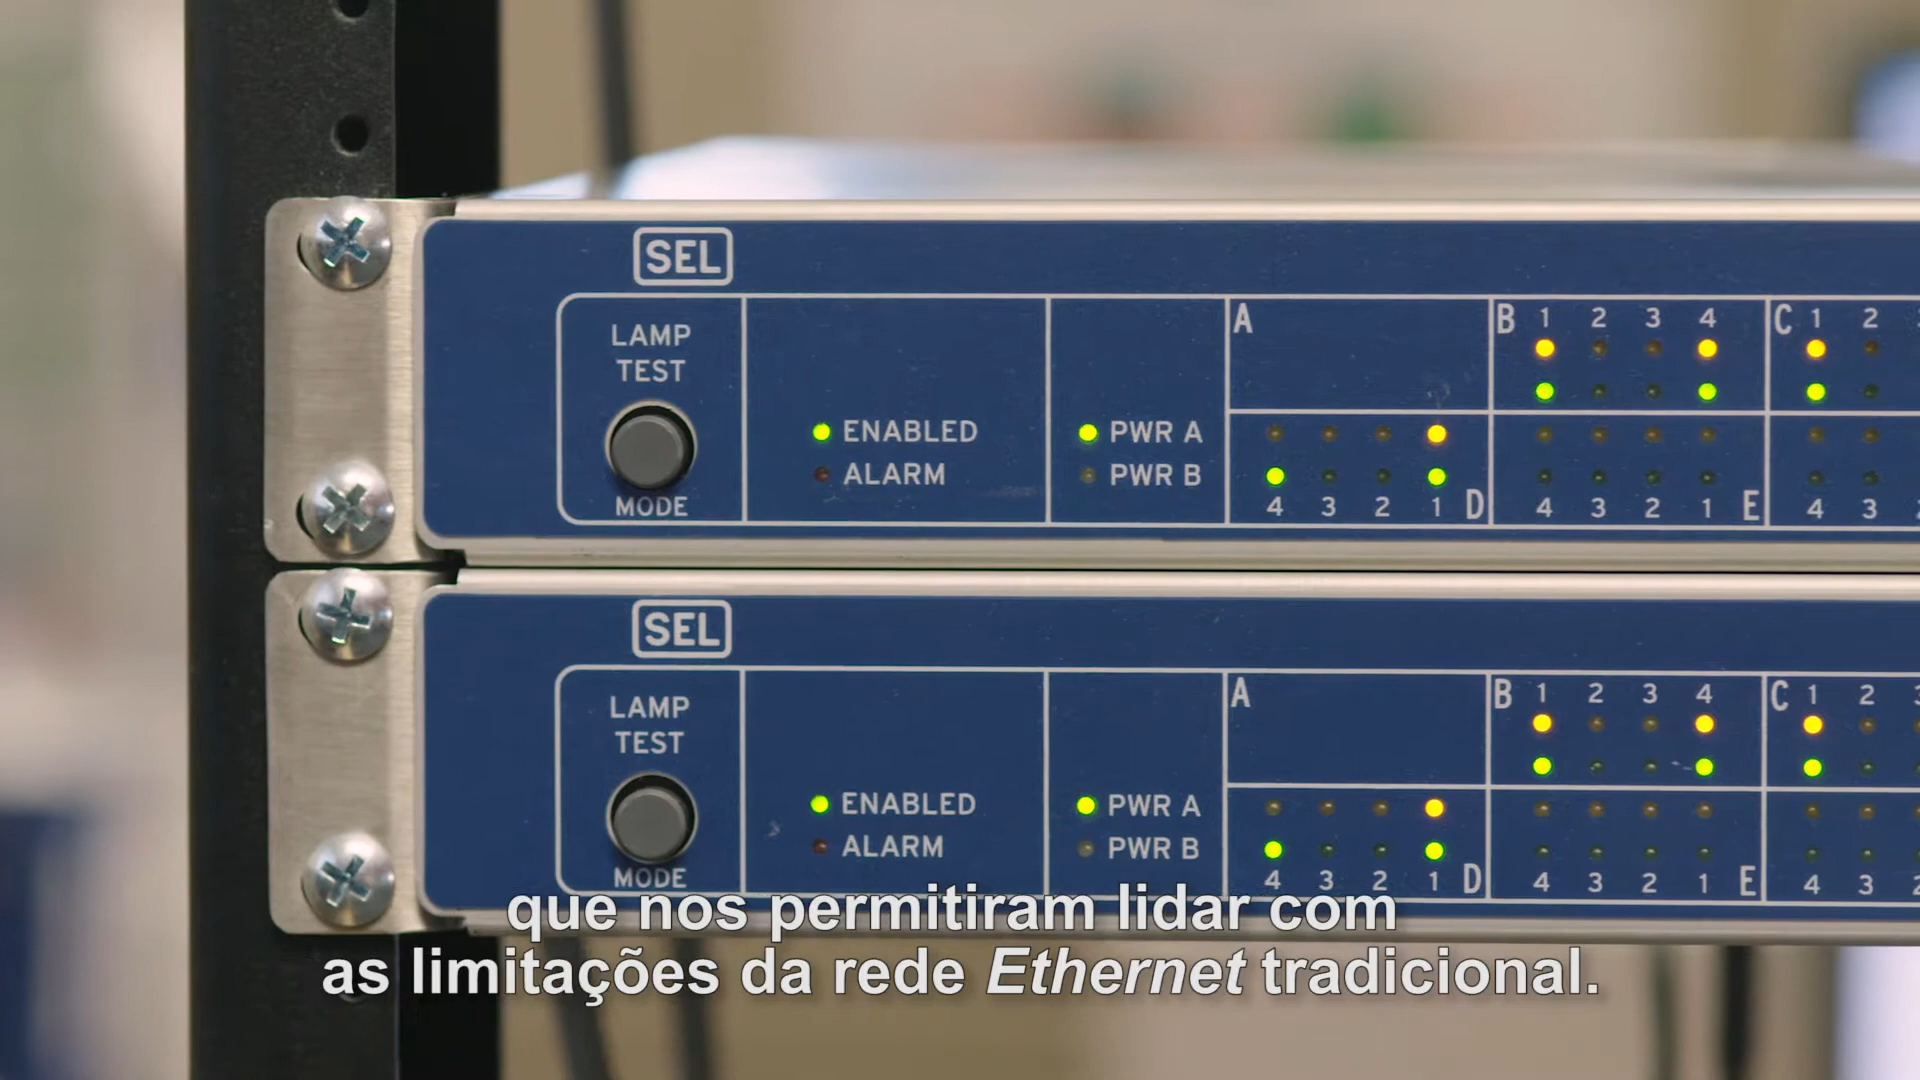 SEL
LAMP
TEST
MODE
ENABLED
ALARM
PWR A
PWR B
A
B 1 2 3 4
C 1 2
4 3 2 1 D
4 3 2 1 E
4 3
SEL
LAMP
TEST
MODE
ENABLED
ALARM
PWR A
PWR B
A
B 1 2 3 4
C 1 2
4 3 2 1 D
4 3 2 1 E
4 3
que nos permitiram lidar com
as limitações da rede Ethernet tradicional.